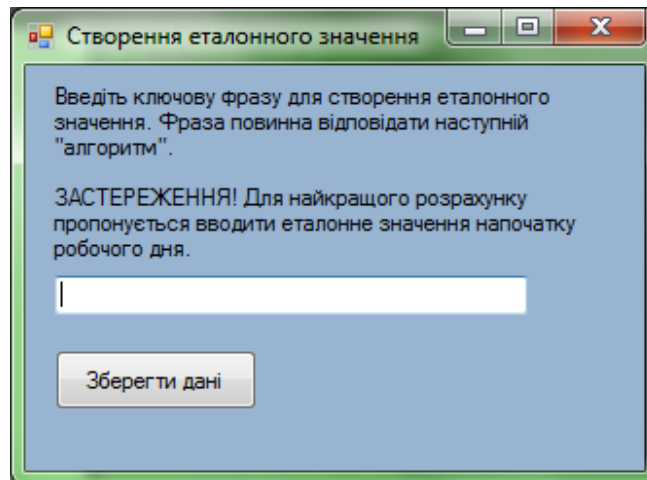 Створення еталонного значення
Введіть ключову фразу для створення еталонного
значення. Фраза повинна відповідати наступній
"алгоритм".
ЗАСТЕРЕЖЕННЯ! Для найкращого розрахунку
пропонується вводити еталонне значення напочатку
робочого дня.
Зберегти дані